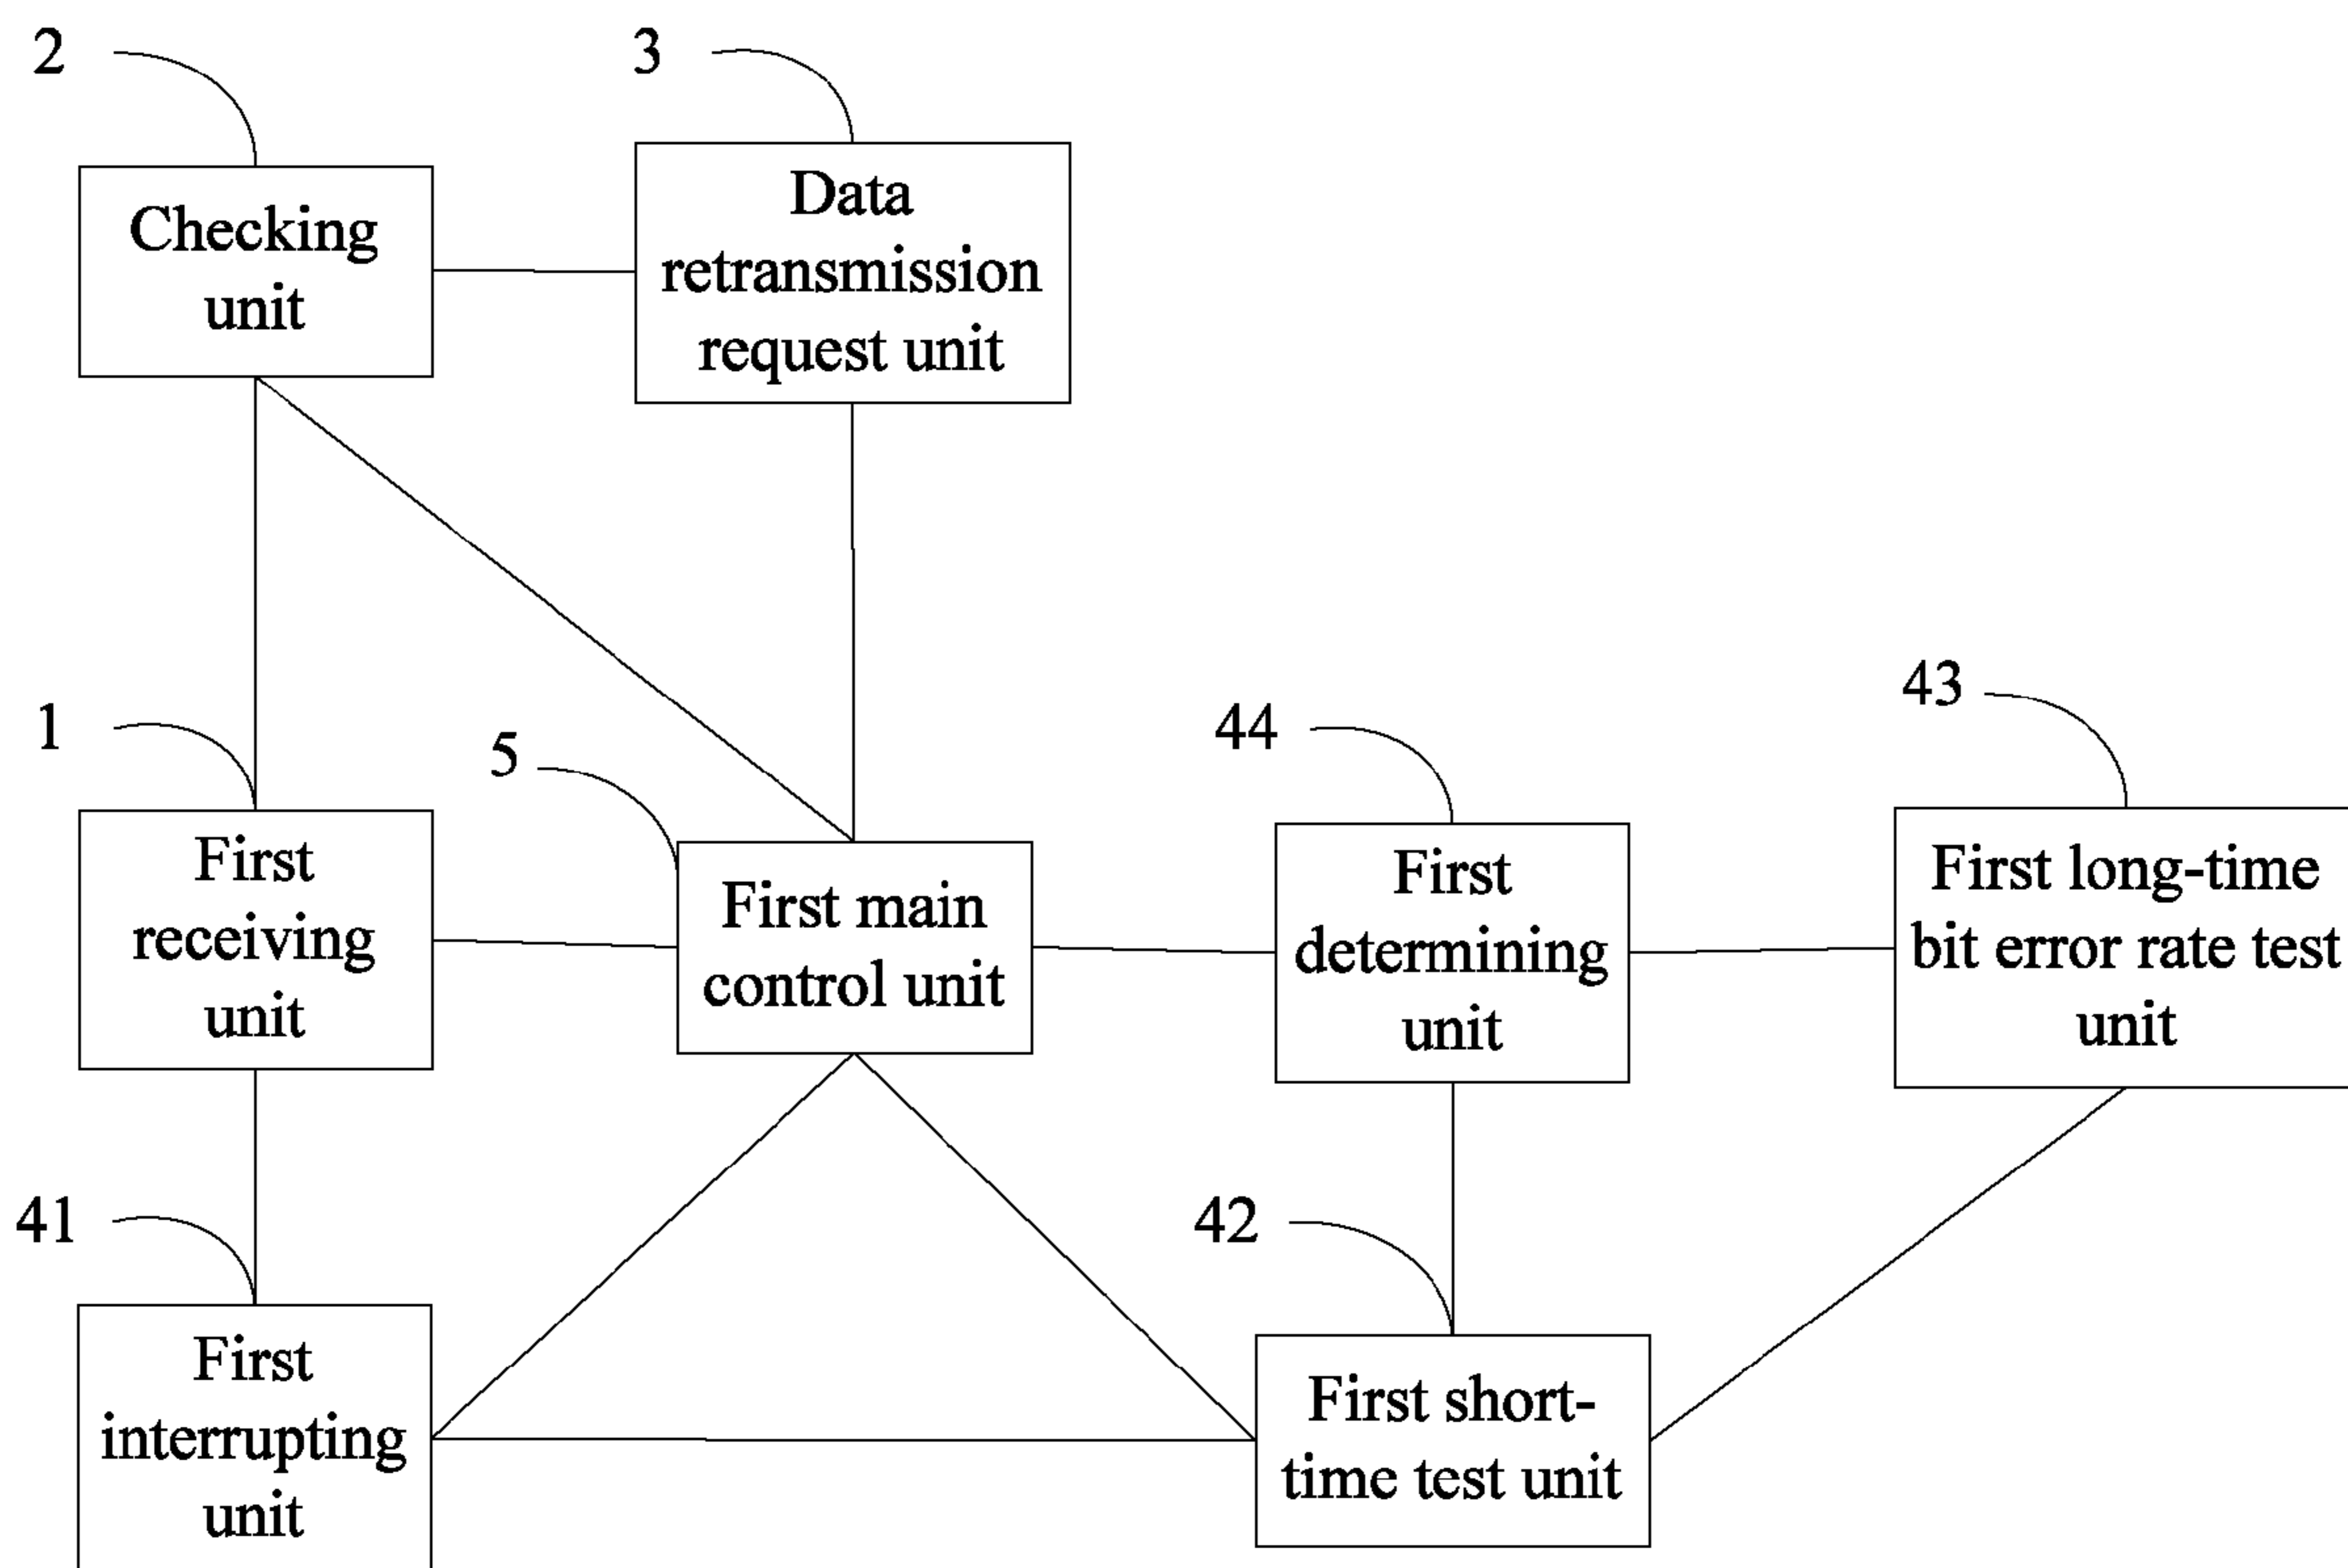 2
3
Checking
unit
Data
retransmission
request unit
1
5
44
43
First
receiving
unit
First main
control unit
First
determining
unit
First long-time
bit error rate test
unit
41
42
First
interrupting
unit
First short-
time test unit